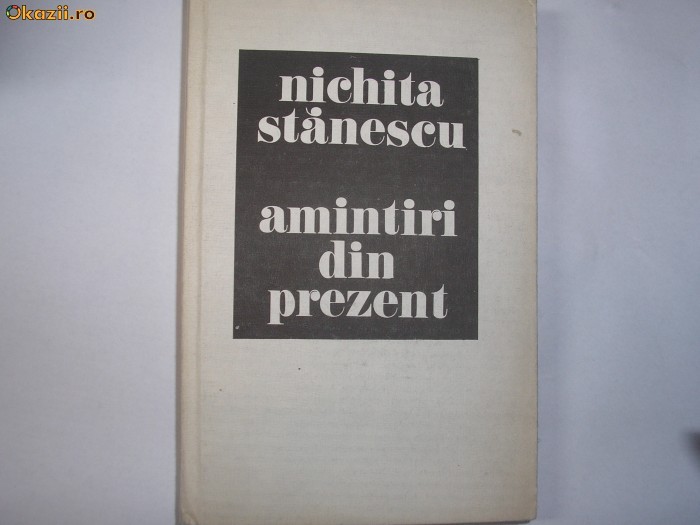 Okazii.ro
nichita
stănescu
amintiri
din
prezent